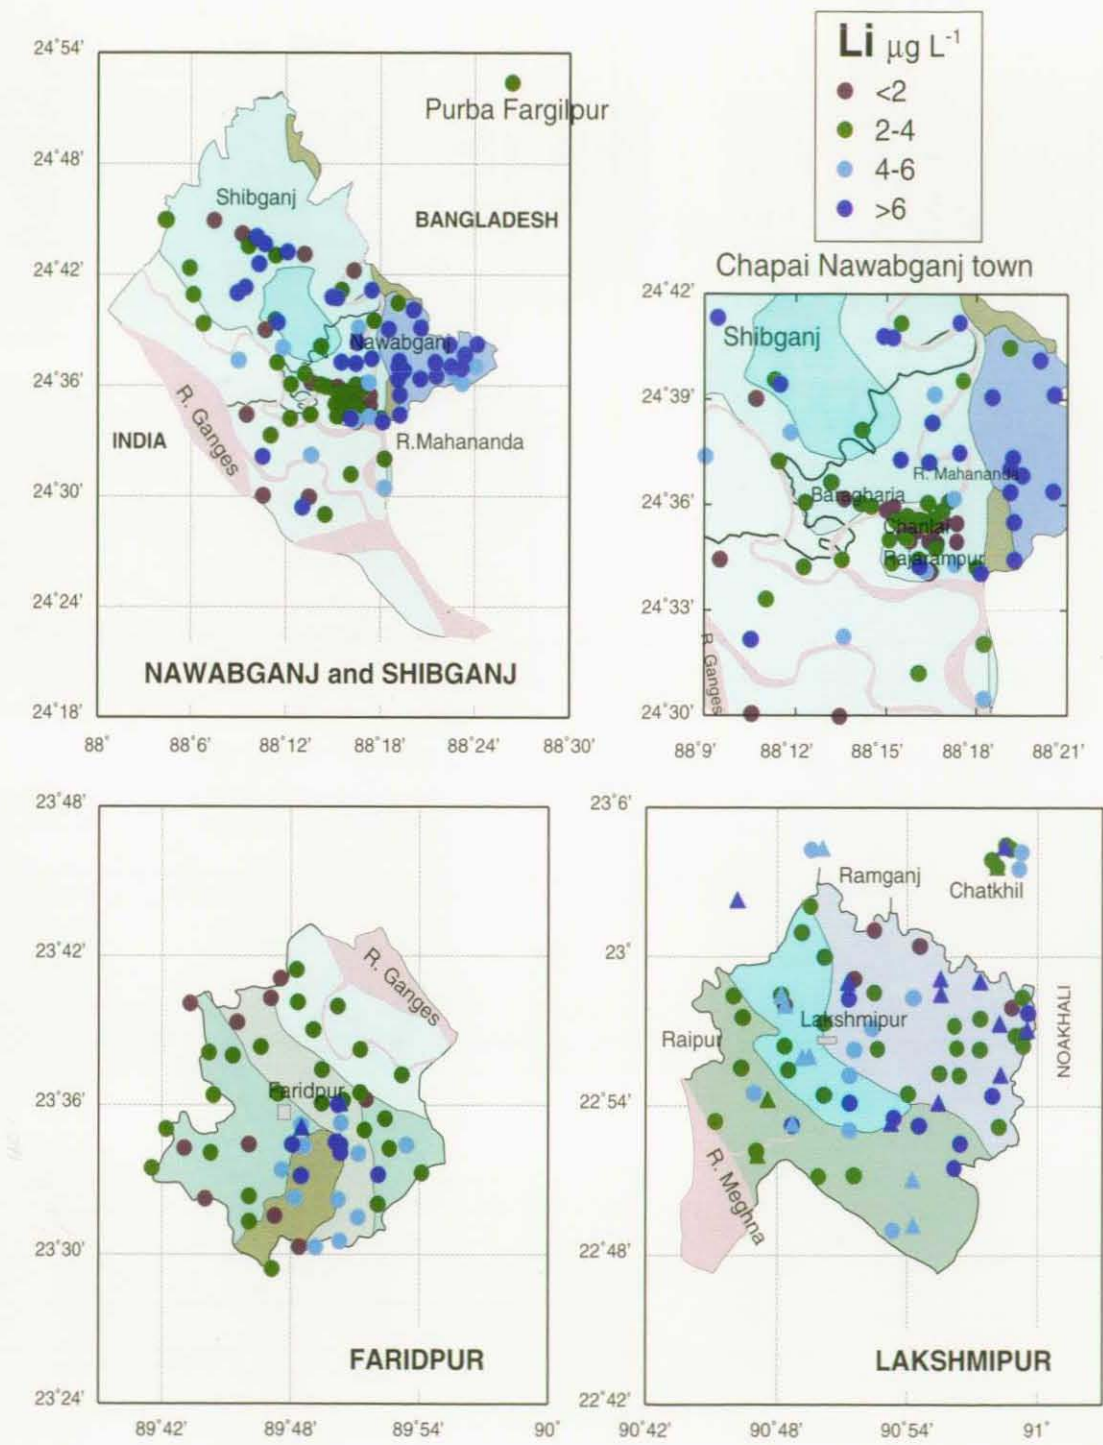 Li µg L⁻¹
<2
2-4
4-6
>6
24°54'
24°48'
24°42'
24°36'
24°30'
24°24'
24°18'
88°
88°6'
88°12'
88°18'
88°24'
88°30'
Purba Fargilpur
Shibganj
BANGLADESH
Nawabganj
R. Ganges
INDIA
R.Mahananda
NAWABGANJ and SHIBGANJ
Chapai Nawabganj town
24°42'
24°39'
24°36'
24°33'
24°30'
88°9'
88°12'
88°15'
88°18'
88°21'
Shibganj
R. Mahananda
Baragharia
Chanlai
Rajarampur
R. Ganges
23°48'
23°42'
23°36'
23°30'
23°24'
89°42'
89°48'
89°54'
90°
R. Ganges
Faridpur
FARIDPUR
23°6'
23°
22°54'
22°48'
22°42'
90°42'
90°48'
90°54'
91°
Ramganj
Chatkhil
Lakshmipur
Raipur
NOAKHALI
R. Meghna
LAKSHMIPUR